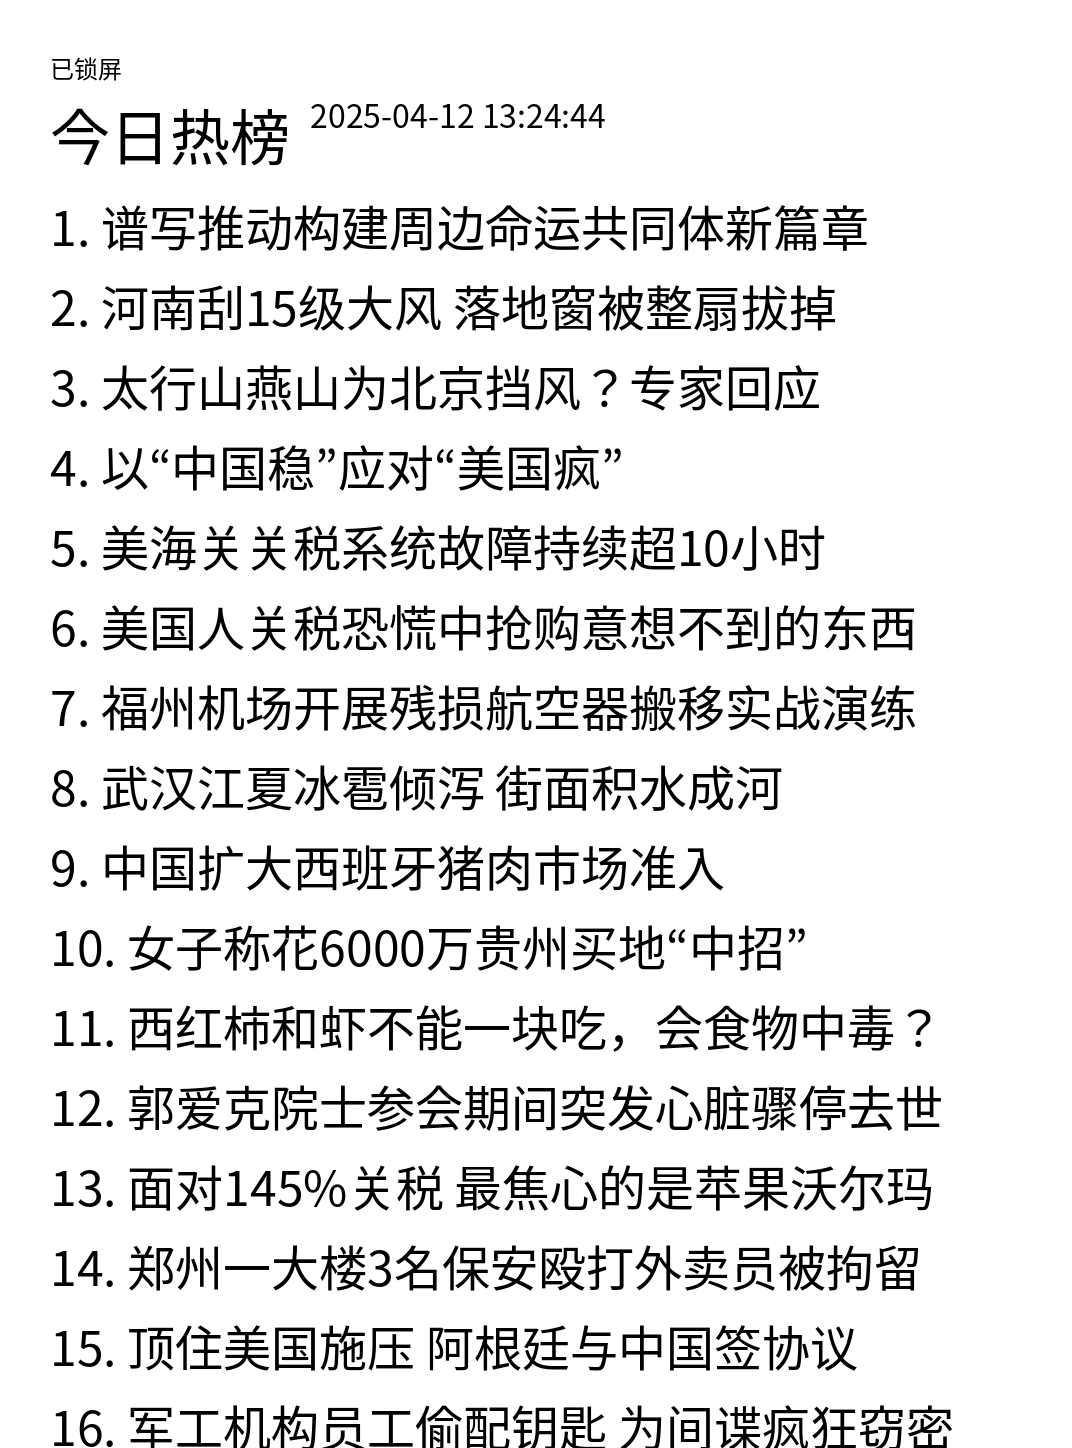 已锁屏
今日热榜 2025-04-12 13:24:44
1. 谱写推动构建周边命运共同体新篇章
2. 河南刮15级大风 落地窗被整扇拔掉
3. 太行山燕山为北京挡风？专家回应
4. 以“中国稳”应对“美国疯”
5. 美海关关税系统故障持续超10小时
6. 美国人关税恐慌中抢购意想不到的东西
7. 福州机场开展残损航空器搬移实战演练
8. 武汉江夏冰雹倾泻 街面积水成河
9. 中国扩大西班牙猪肉市场准入
10. 女子称花6000万贵州买地“中招”
11. 西红柿和虾不能一块吃，会食物中毒？
12. 郭爱克院士参会期间突发心脏骤停去世
13. 面对145%关税 最焦心的是苹果沃尔玛
14. 郑州一大楼3名保安殴打外卖员被拘留
15. 顶住美国施压 阿根廷与中国签协议
16. 军工机构员工偷配钥匙 为间谍疯狂窃密